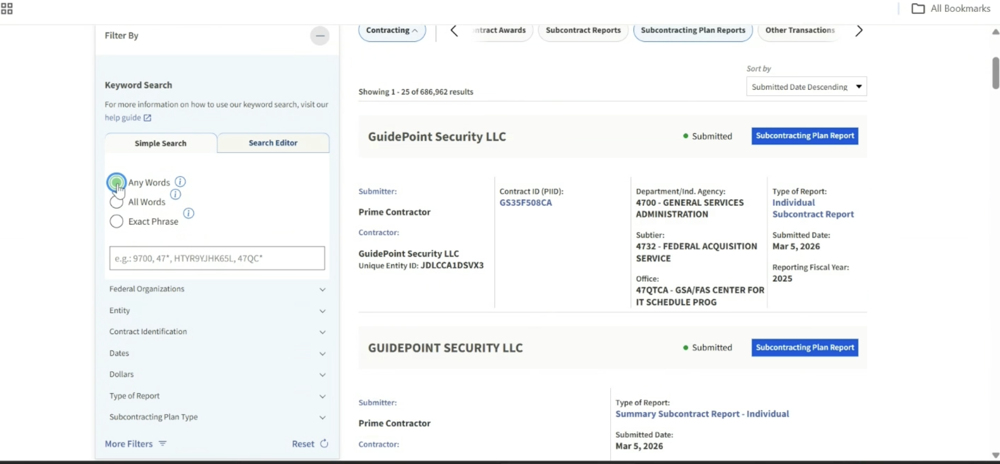 All Bookmarks
Filter By
Keyword Search
For more information on how to use our keyword search, visit our
help guide
Simple Search
Search Editor
Any Words
All Words
Exact Phrase
e.g.: 9700, 47*, HTYR9YJHK65L, 47QC*
Federal Organizations
Entity
Contract Identification
Dates
Dollars
Type of Report
Subcontracting Plan Type
More Filters
Reset
Contracting
ntract Awards
Subcontract Reports
Subcontracting Plan Reports
Other Transactions
Sort by
Submitted Date Descending
Showing 1 - 25 of 686,962 results
GuidePoint Security LLC
Submitted
Subcontracting Plan Report
Submitter:
Prime Contractor
Contractor:
GuidePoint Security LLC
Unique Entity ID: JDLCCA1DSVX3
Contract ID (PIID):
GS35F508CA
Department/Ind. Agency:
4700 - GENERAL SERVICES
ADMINISTRATION
Subtier:
4732 - FEDERAL ACQUISITION
SERVICE
Office:
47QTCA - GSA/FAS CENTER FOR
IT SCHEDULE PROG
Type of Report:
Individual
Subcontract Report
Submitted Date:
Mar 5, 2026
Reporting Fiscal Year:
2025
GUIDEPOINT SECURITY LLC
Submitted
Subcontracting Plan Report
Submitter:
Prime Contractor
Contractor:
Type of Report:
Summary Subcontract Report - Individual
Submitted Date:
Mar 5, 2026